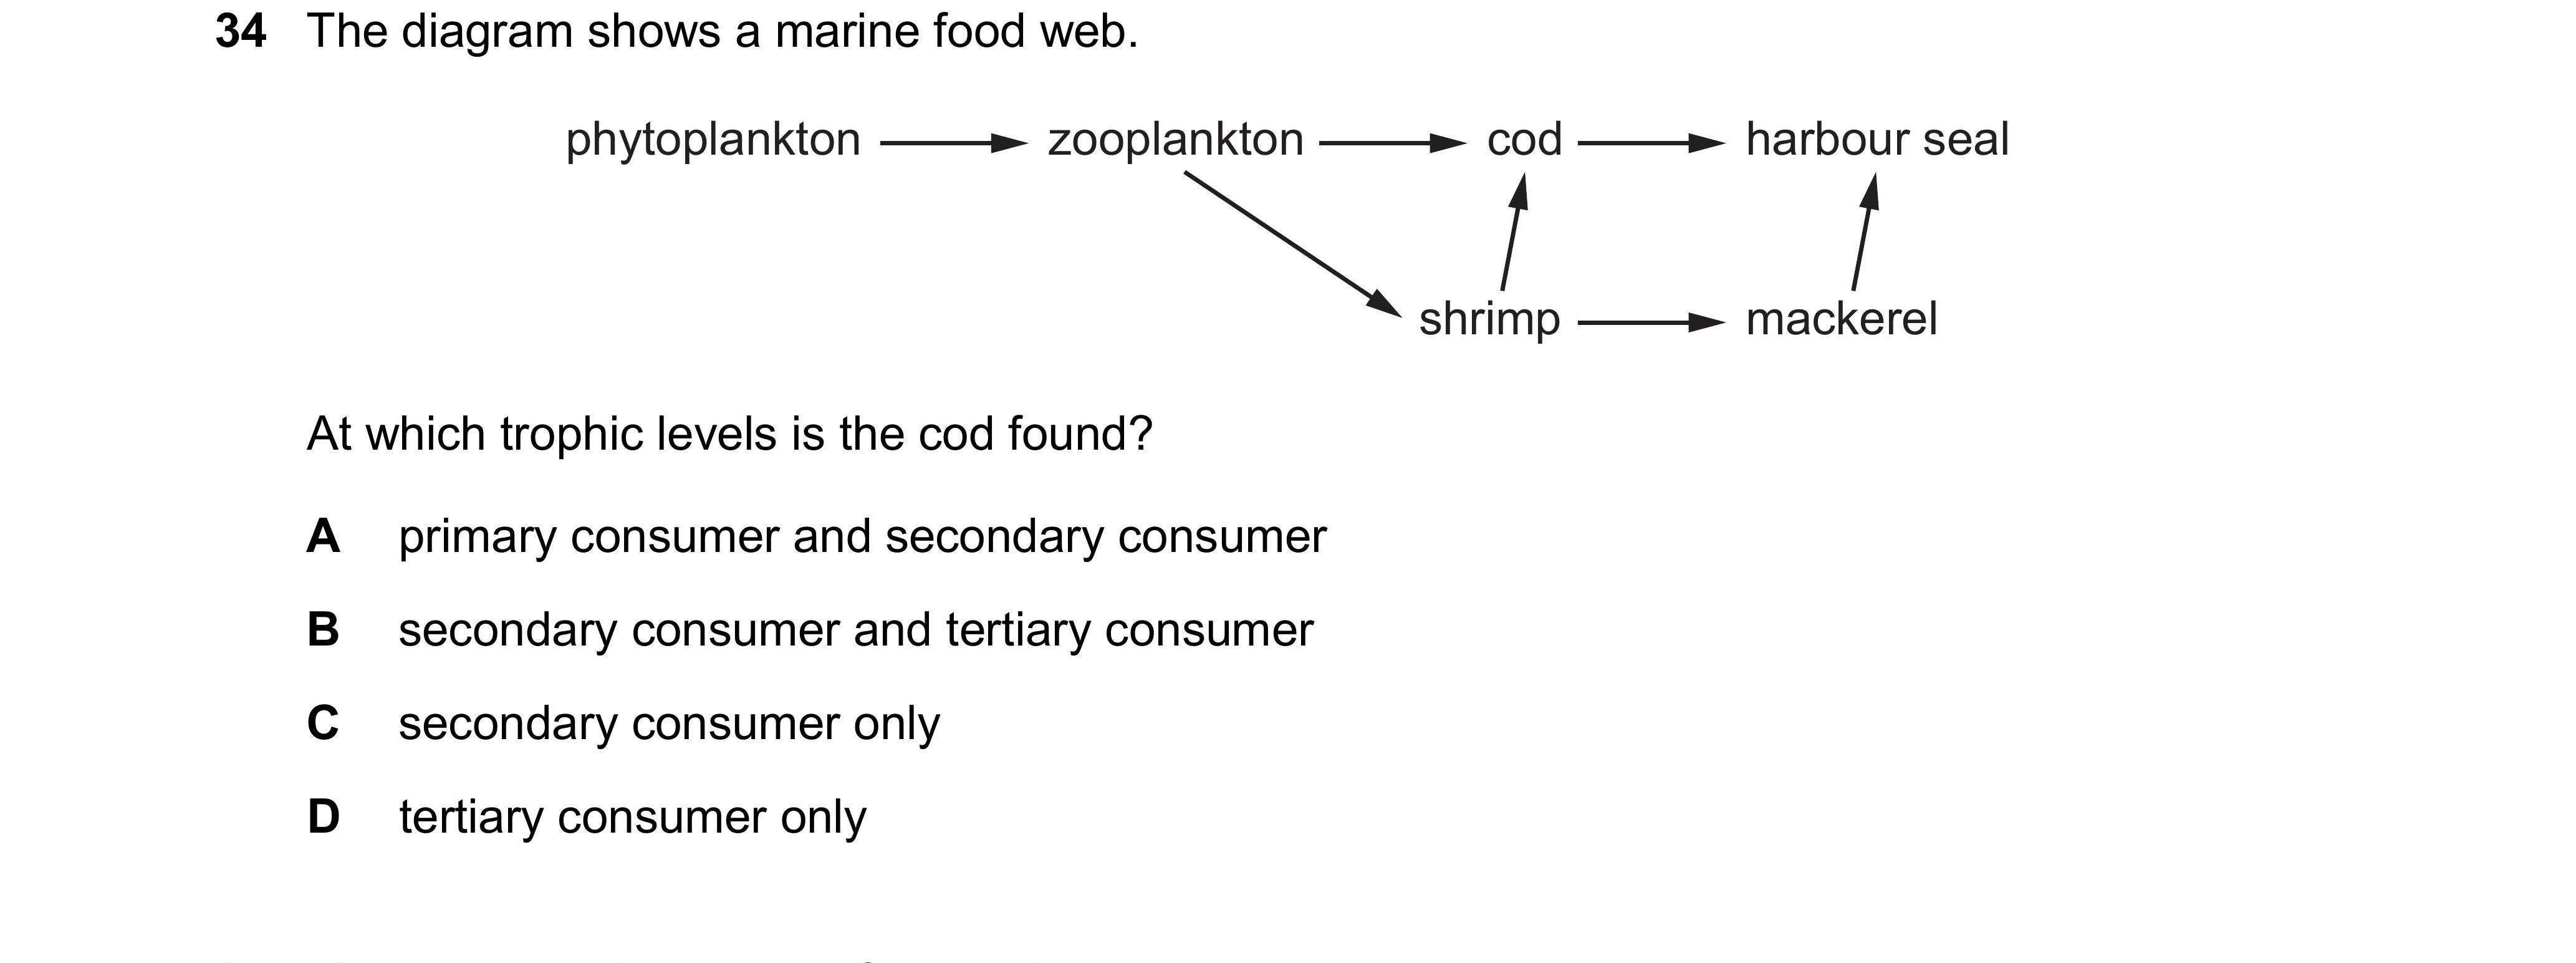 34 The diagram shows a marine food web.
phytoplankton zooplankton cod harbour seal
shrimp mackerel
At which trophic levels is the cod found?
A primary consumer and secondary consumer
B secondary consumer and tertiary consumer
C secondary consumer only
D tertiary consumer only